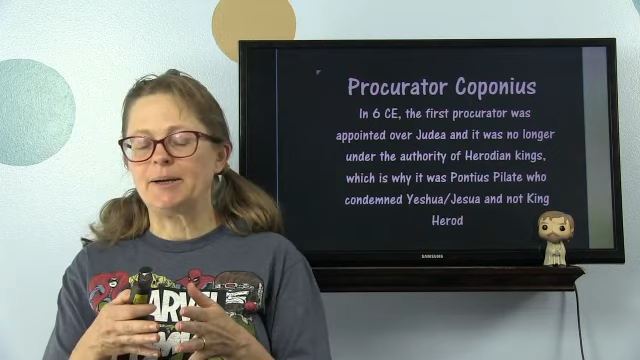 Procurator Coponius
In 6 CE, the first procurator was
appointed over Judea and it was no longer
under the authority of Herodian kings,
which is why it was Pontius Pilate who
condemned Yeshua/Jesua and not King
Herod
SAMSUNG
MARVEL